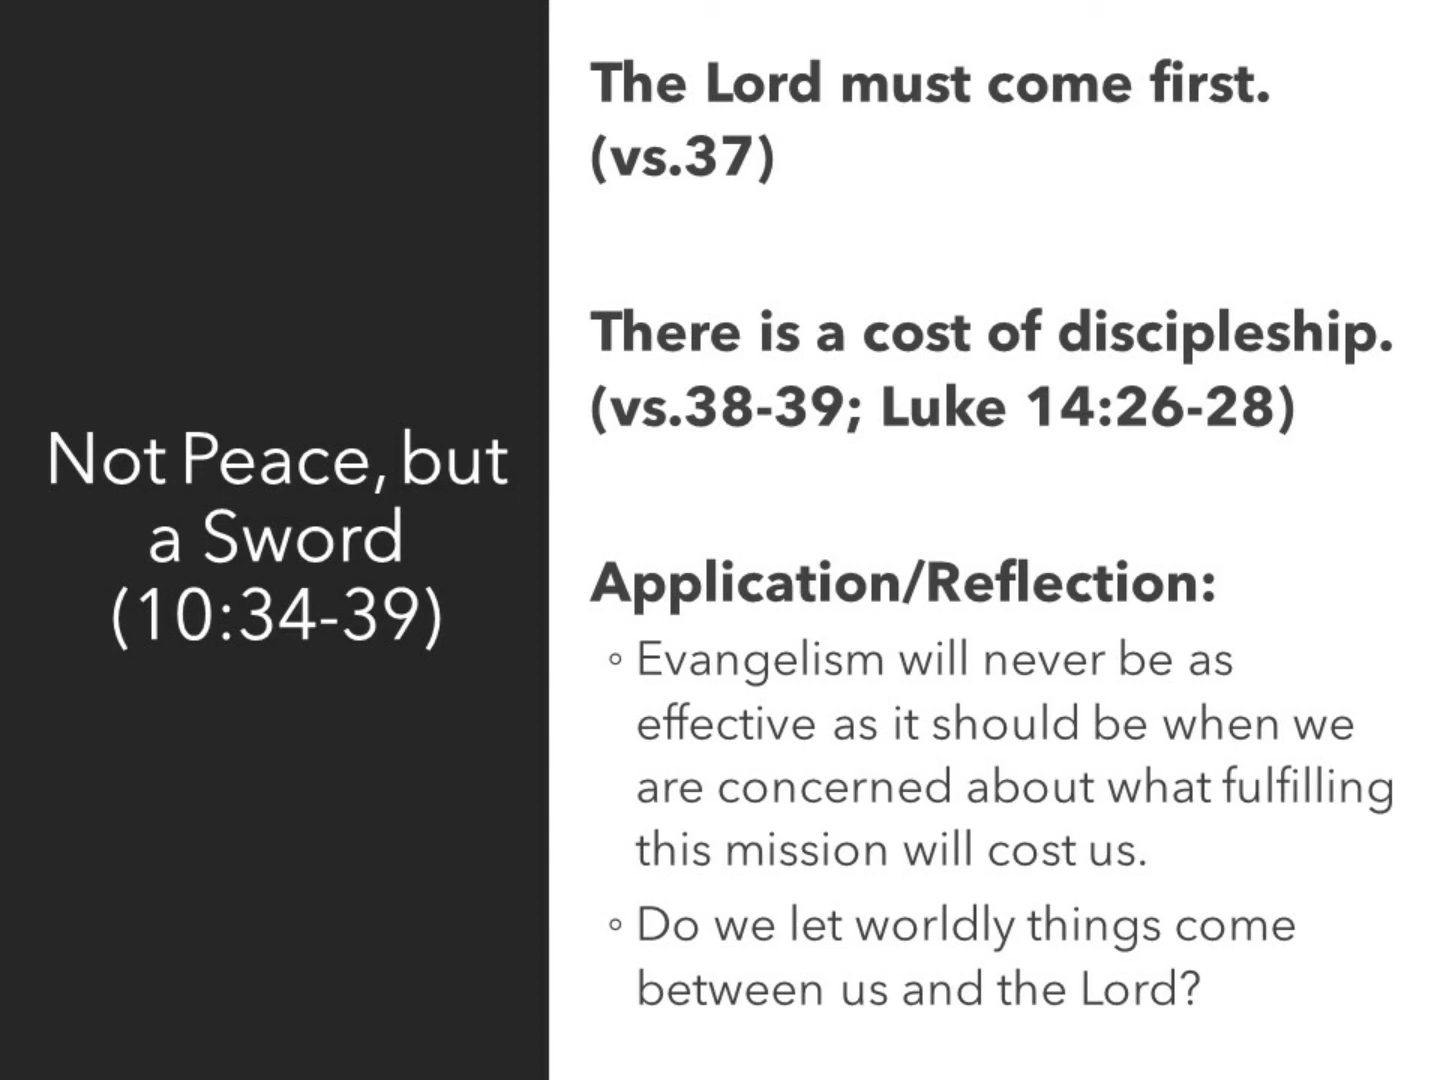 Not Peace, but
a Sword
(10:34-39)
The Lord must come first.
(vs.37)
There is a cost of discipleship.
(vs.38-39; Luke 14:26-28)
Application/Reflection:
◦ Evangelism will never be as
effective as it should be when we
are concerned about what fulfilling
this mission will cost us.
◦ Do we let worldly things come
between us and the Lord?